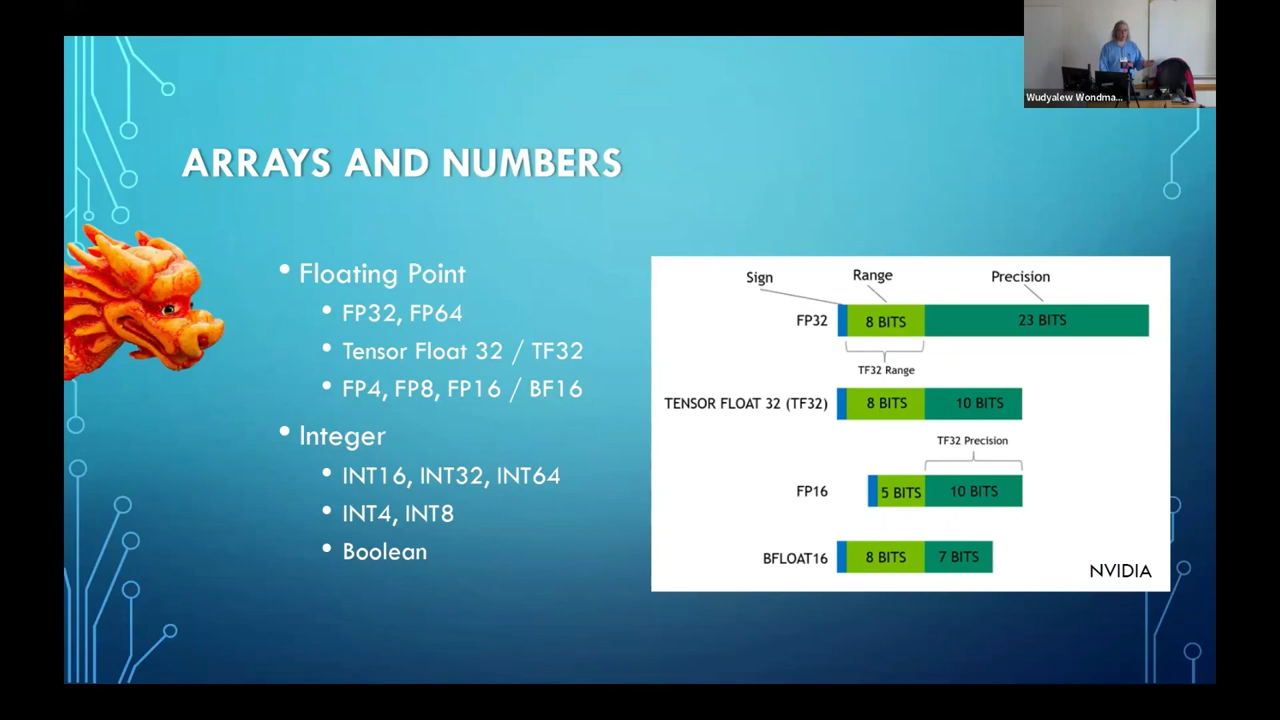 Wudyalew Wondma...
ARRAYS AND NUMBERS
• Floating Point
• FP32, FP64
• Tensor Float 32 / TF32
• FP4, FP8, FP16 / BF16
• Integer
• INT16, INT32, INT64
• INT4, INT8
• Boolean
Sign Range Precision
FP32 8 BITS 23 BITS
TF32 Range
TENSOR FLOAT 32 (TF32) 8 BITS 10 BITS
TF32 Precision
FP16 5 BITS 10 BITS
BFLOAT16 8 BITS 7 BITS
NVIDIA